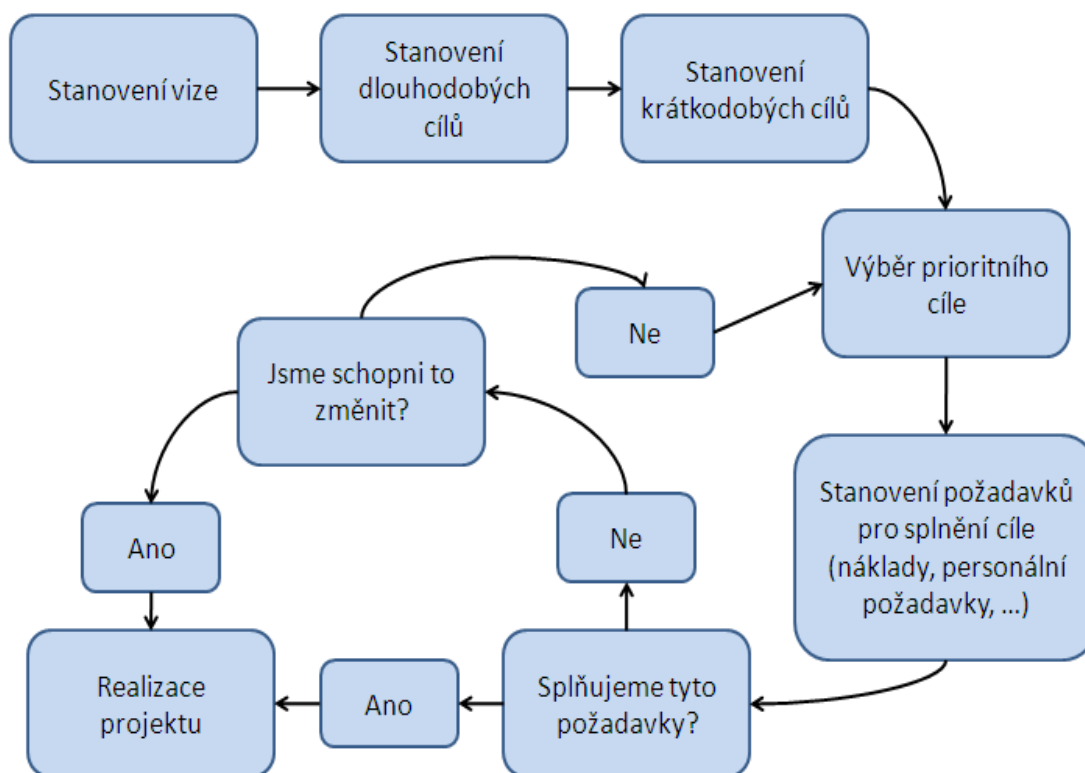 Stanovení vize
Stanovení
dlouhodobých
cílů
Stanovení
krátkodobých cílů
Výběr prioritního
cíle
Ne
Jsme schopni to
změnit?
Stanovení požadavků
pro splnění cíle
(náklady, personální
požadavky, ...)
Ne
Ano
Splňujeme tyto
požadavky?
Ano
Realizace
projektu